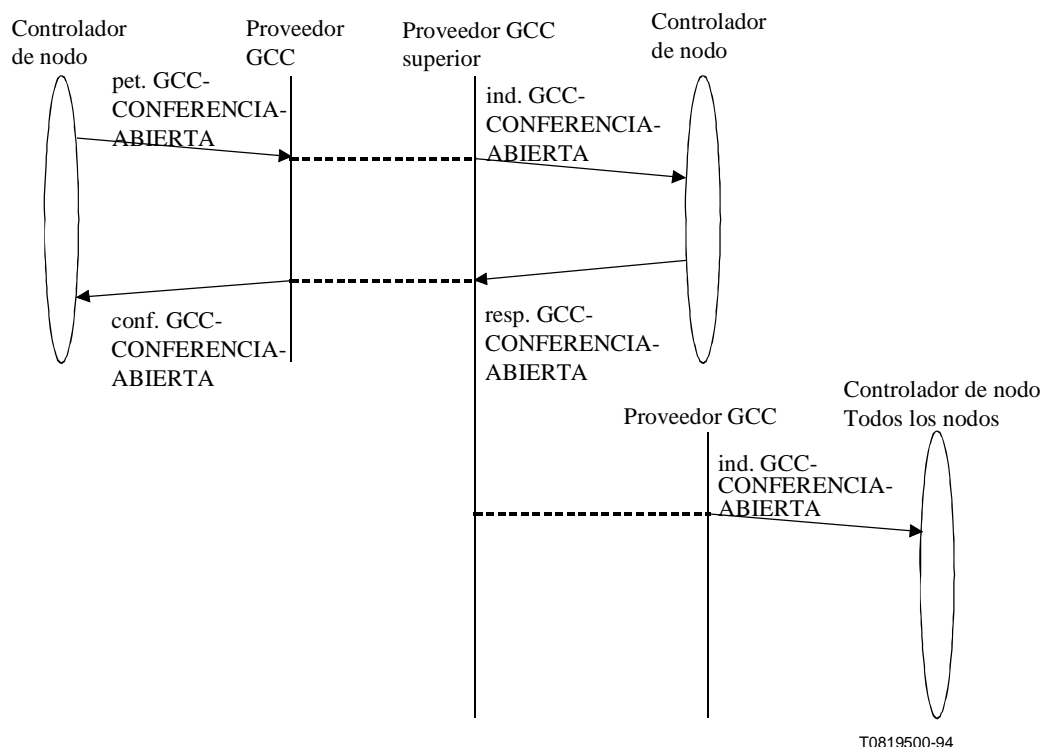 Controlador
de nodo
Proveedor
GCC
Proveedor GCC
superior
Controlador
de nodo
pet. GCC-
CONFERENCIA-
ABIERTA
ind. GCC-
CONFERENCIA-
ABIERTA
conf. GCC-
CONFERENCIA-
ABIERTA
resp. GCC-
CONFERENCIA-
ABIERTA
Controlador de nodo
Todos los nodos
Proveedor GCC
ind. GCC-
CONFERENCIA-
ABIERTA
T0819500-94